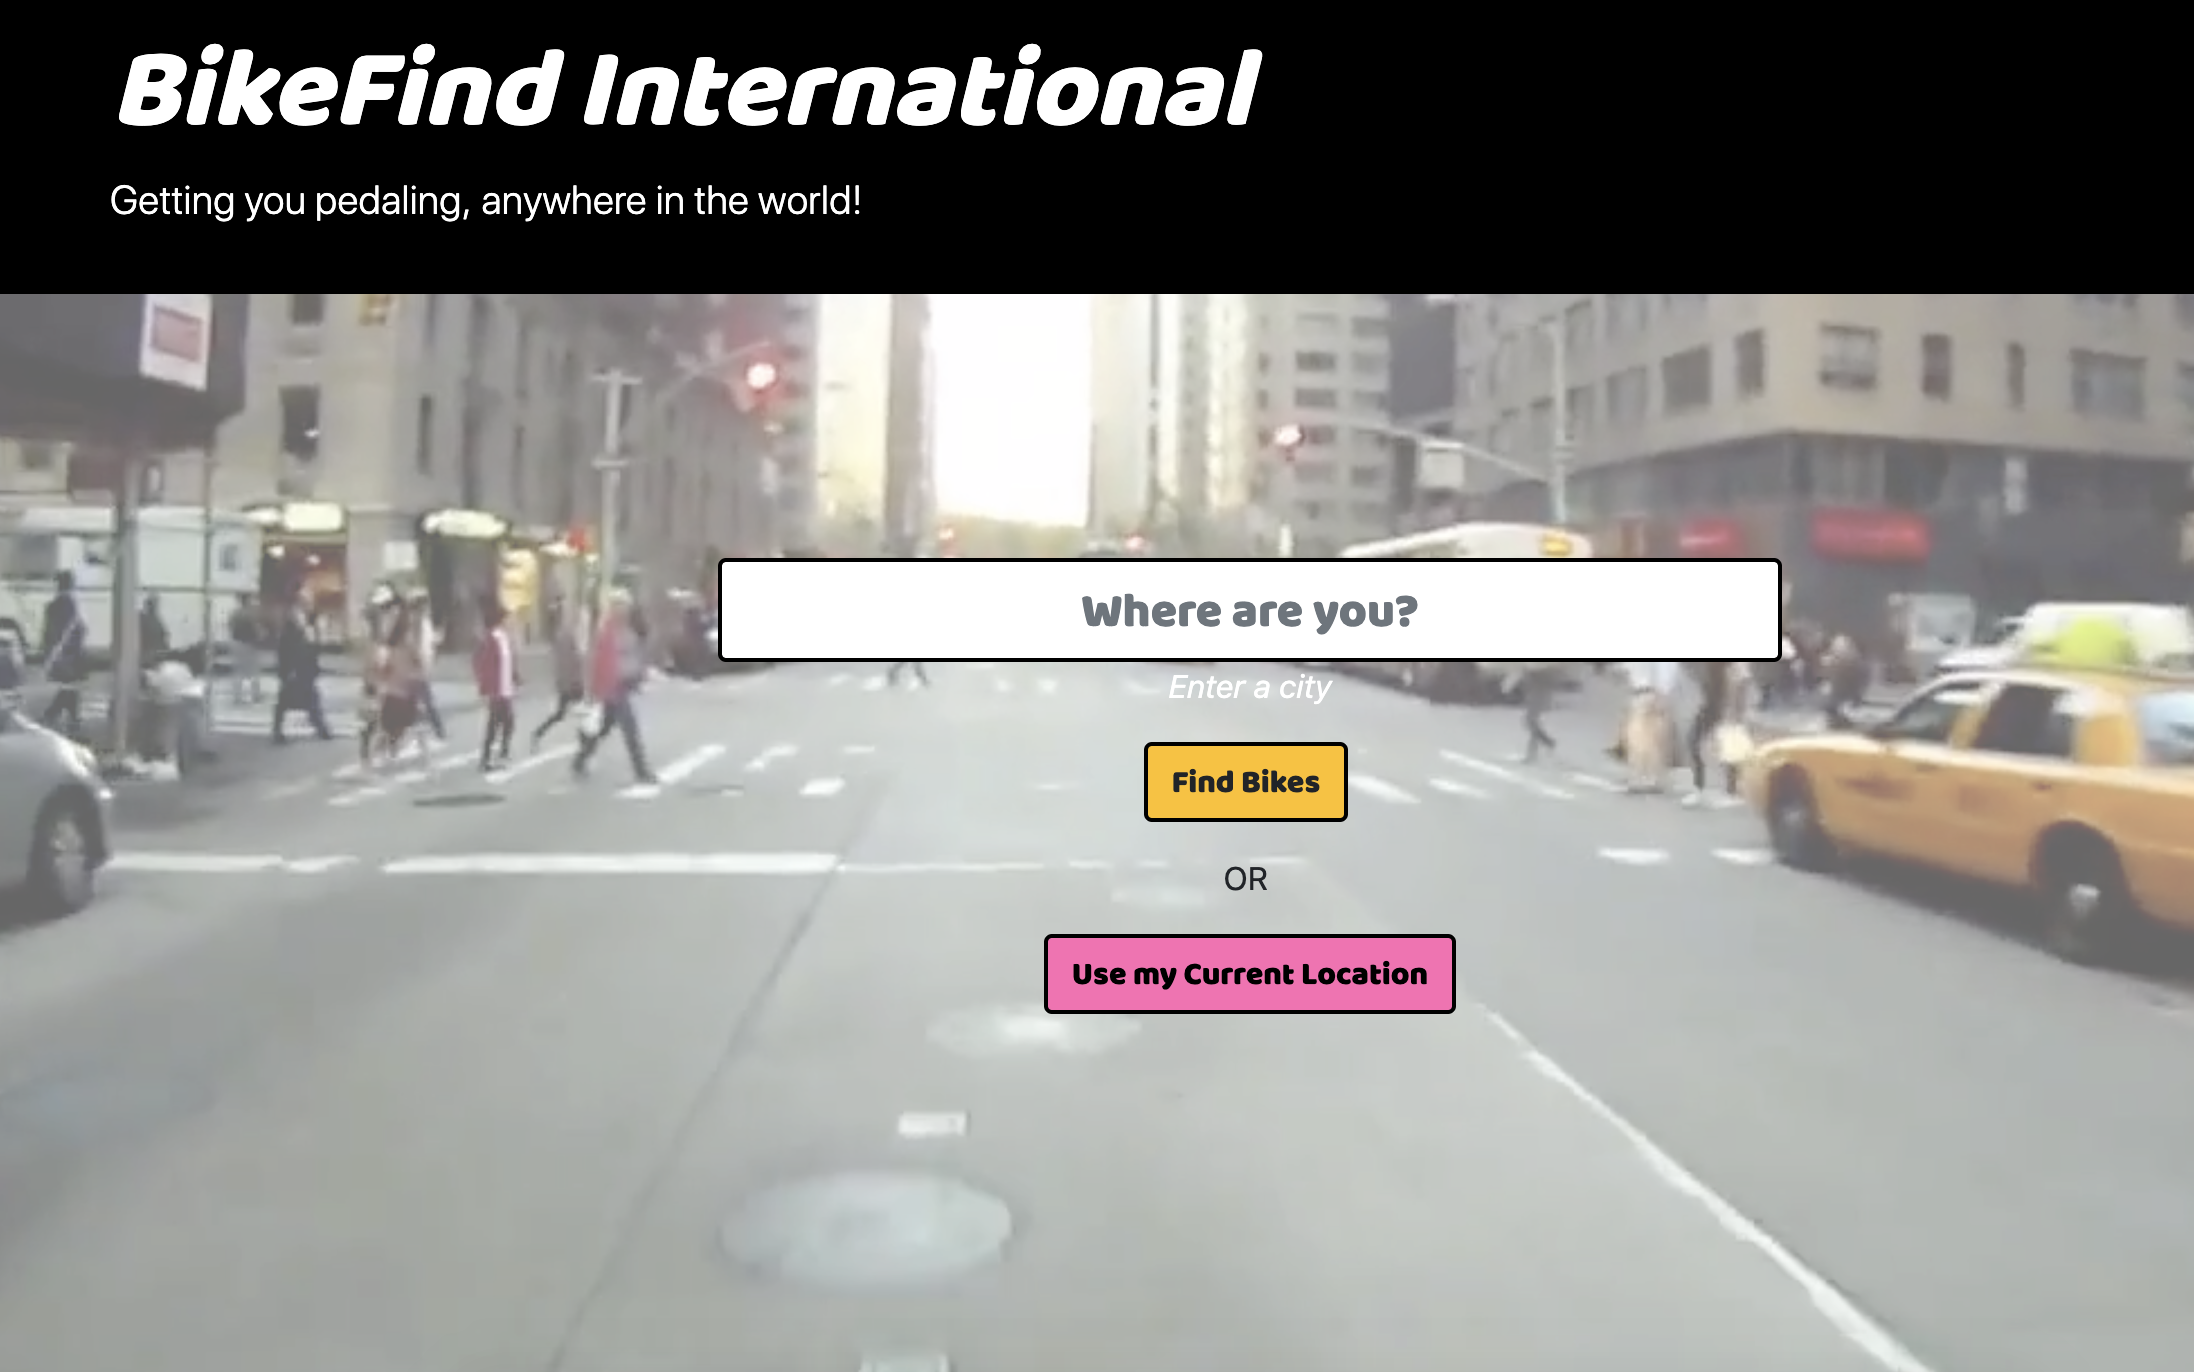 BikeFind International
Getting you pedaling, anywhere in the world!
Where are you?
Enter a city
Find Bikes
OR
Use my Current Location